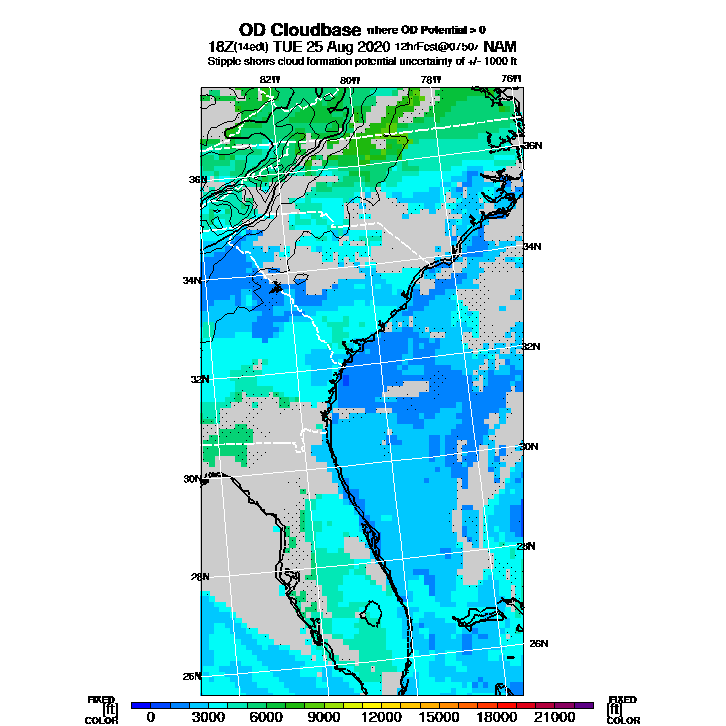 OD Cloudbase where OD Potential > 0
18Z(14edt) TUE 25 Aug 2020 12hrFcst@0750z NAM
Stipple shows cloud formation potential uncertainty of +/- 1000 ft
82W 80W 78W 76W
36N
36N
34N
34N
32N
32N
30N
30N
28N
28N
26N
26N
FIXED [ft] COLOR
0 3000 6000 9000 12000 15000 18000 21000
FIXED [ft] COLOR